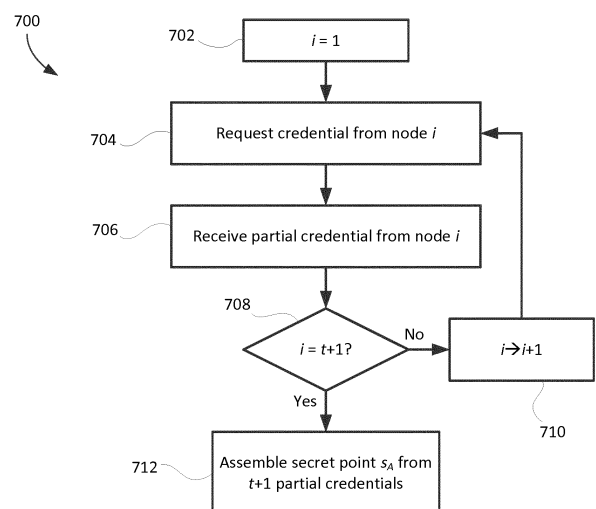 700
702
i = 1
704
Request credential from node i
706
Receive partial credential from node i
708
i = t+1?
No
i→i+1
710
Yes
712
Assemble secret point s_A from
t+1 partial credentials